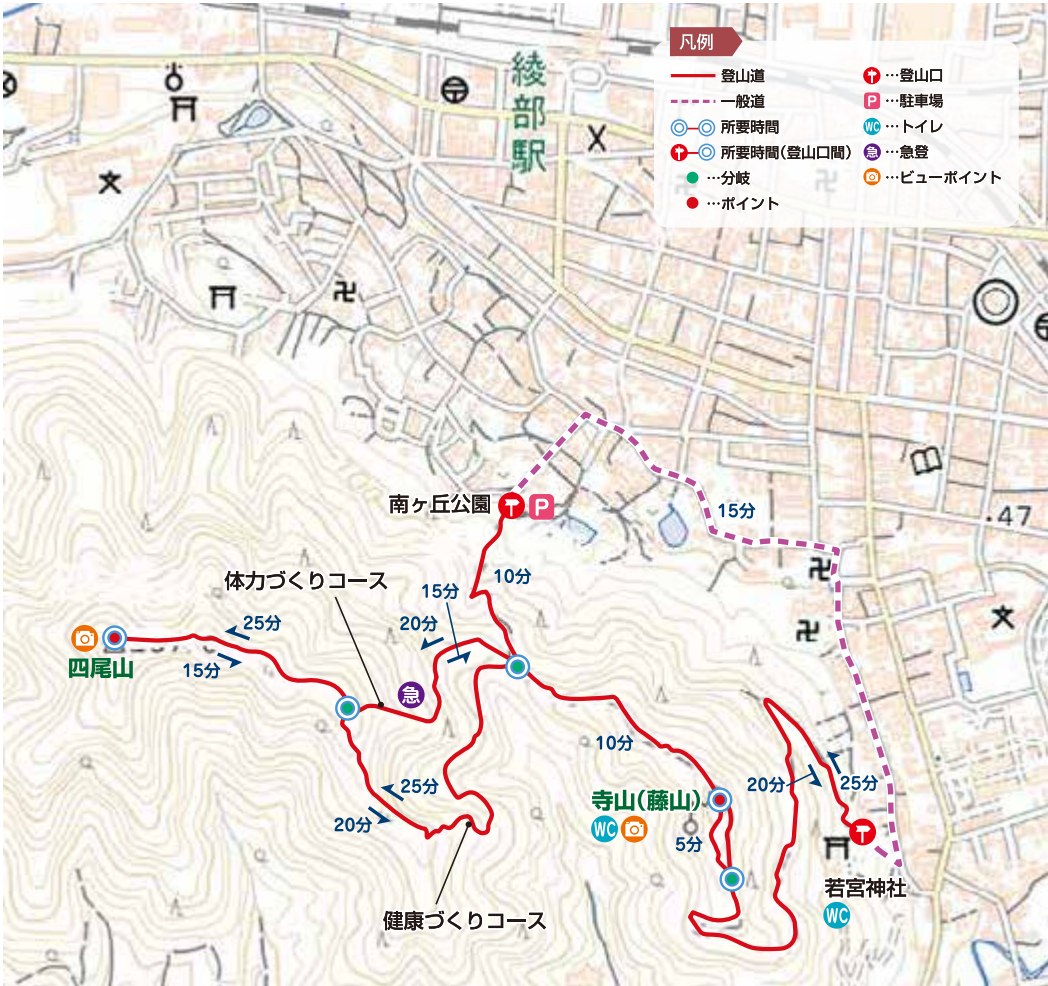 綾部駅
凡例
登山道
一般道
所要時間
所要時間(登山口間)
…分岐
…ポイント
…登山口
P …駐車場
WC …トイレ
急 …急登
…ビューポイント
南ヶ丘公園
P
15分
・47
体力づくりコース
10分
15分
20分
25分
15分
四尾山
急
10分
25分
20分
寺山(藤山)
WC
5分
20分
25分
若宮神社
WC
健康づくりコース